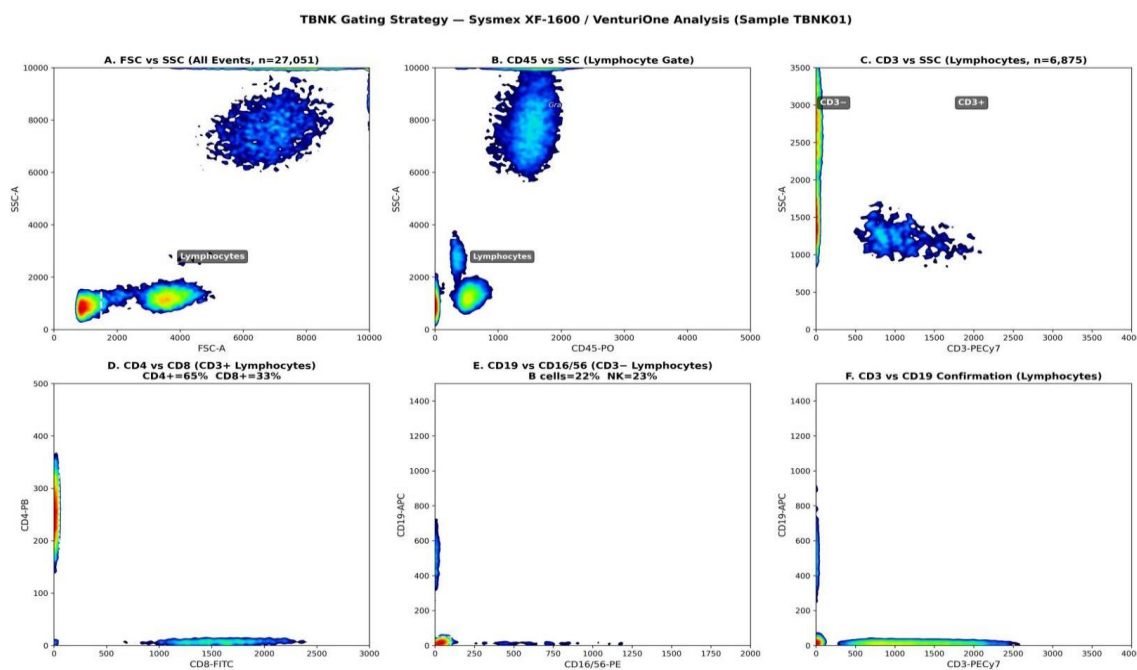 TBNK Gating Strategy — Sysmex XF-1600 / VenturiOne Analysis (Sample TBNK01)
A. FSC vs SSC (All Events, n=27,051)
10000
8000
6000
4000
2000
0
SSC-A
Lymphocytes
0 2000 4000 6000 8000 10000
FSC-A
B. CD45 vs SSC (Lymphocyte Gate)
10000
8000
6000
4000
2000
0
SSC-A
Gra
Lymphocytes
0 1000 2000 3000 4000 5000
CD45-PO
C. CD3 vs SSC (Lymphocytes, n=6,875)
3500
3000
2500
2000
1500
1000
500
0
SSC-A
CD3− CD3+
0 500 1000 1500 2000 2500 3000 3500 400
CD3-PECy7
D. CD4 vs CD8 (CD3+ Lymphocytes)
CD4+=65% CD8+=33%
500
400
300
200
100
0
CD4-PB
0 500 1000 1500 2000 2500 3000
CD8-FITC
E. CD19 vs CD16/56 (CD3− Lymphocytes)
B cells=22% NK=23%
1400
1200
1000
800
600
400
200
0
CD19-APC
0 250 500 750 1000 1250 1500 1750 2000
CD16/56-PE
F. CD3 vs CD19 Confirmation (Lymphocytes)
1400
1200
1000
800
600
400
200
0
CD19-APC
0 500 1000 1500 2000 2500 3000 3500 400
CD3-PECy7